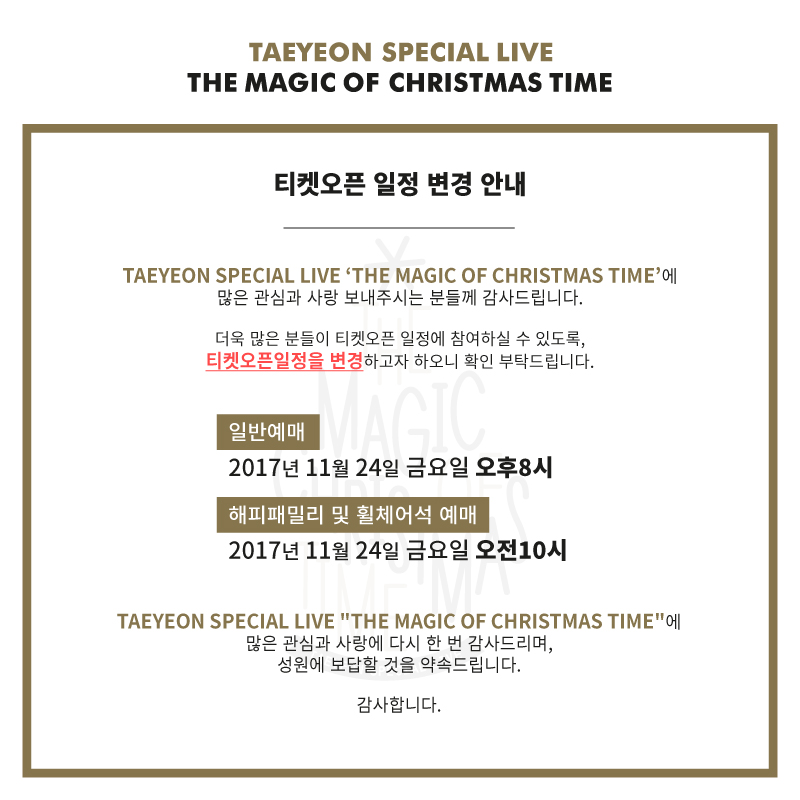 TAEYEON SPECIAL LIVE
THE MAGIC OF CHRISTMAS TIME
티켓오픈 일정 변경 안내
TAEYEON SPECIAL LIVE ‘THE MAGIC OF CHRISTMAS TIME’에
많은 관심과 사랑 보내주시는 분들께 감사드립니다.
더욱 많은 분들이 티켓오픈 일정에 참여하실 수 있도록,
티켓오픈일정을 변경하고자 하오니 확인 부탁드립니다.
일반예매
2017년 11월 24일 금요일 오후8시
해피패밀리 및 휠체어석 예매
2017년 11월 24일 금요일 오전10시
TAEYEON SPECIAL LIVE "THE MAGIC OF CHRISTMAS TIME"에
많은 관심과 사랑에 다시 한 번 감사드리며,
성원에 보답할 것을 약속드립니다.
감사합니다.
THE
MAGIC
CHRISTMAS
TIME